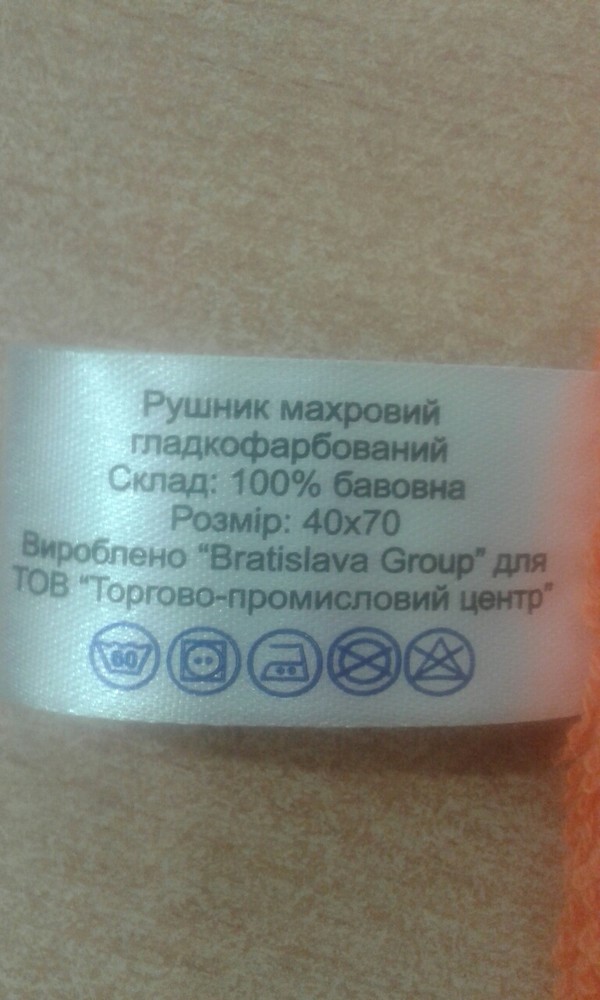 Рушник махровий
гладкофарбований
Склад: 100% бавовна
Розмір: 40х70
Вироблено "Bratislava Group" для
ТОВ "Торгово-промисловий центр"
60